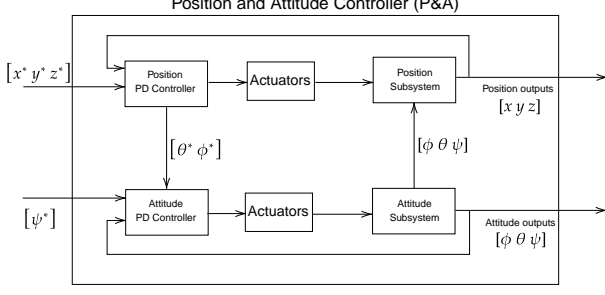 Position and Attitude Controller (P&A)
[x* y* z*]
Position
PD Controller
Actuators
Position
Subsystem
Position outputs
[x y z]
[θ* ϕ*]
[ϕ θ ψ]
[ψ*]
Attitude
PD Controller
Actuators
Attitude
Subsystem
Attitude outputs
[ϕ θ ψ]